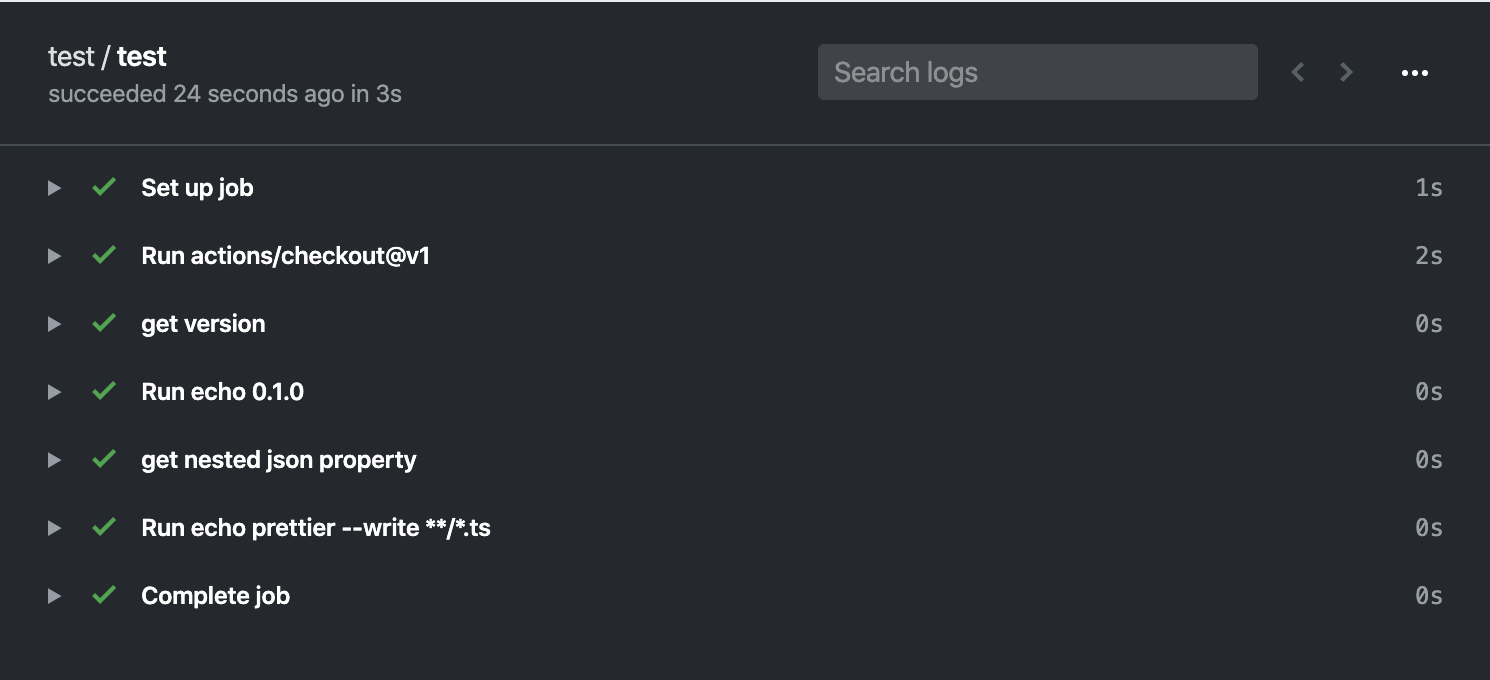 test / test
succeeded 24 seconds ago in 3s
Search logs
Set up job 1s
Run actions/checkout@v1 2s
get version 0s
Run echo 0.1.0 0s
get nested json property 0s
Run echo prettier --write **/*.ts 0s
Complete job 0s